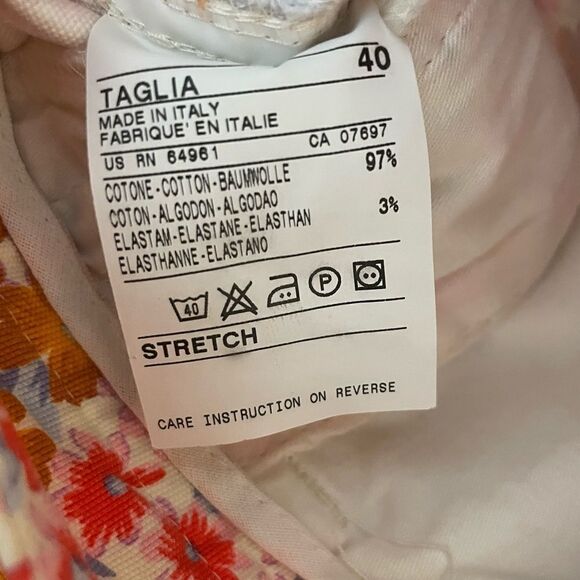 TAGLIA 40
MADE IN ITALY
FABRIQUE' EN ITALIE
US RN 64961 CA 07697
COTONE-COTTON-BAUMWOLLE 97%
COTON-ALGODON-ALGODAO
ELASTAM-ELASTANE-ELASTHAN 3%
ELASTHANNE-ELASTANO
40 P
STRETCH
CARE INSTRUCTION ON REVERSE